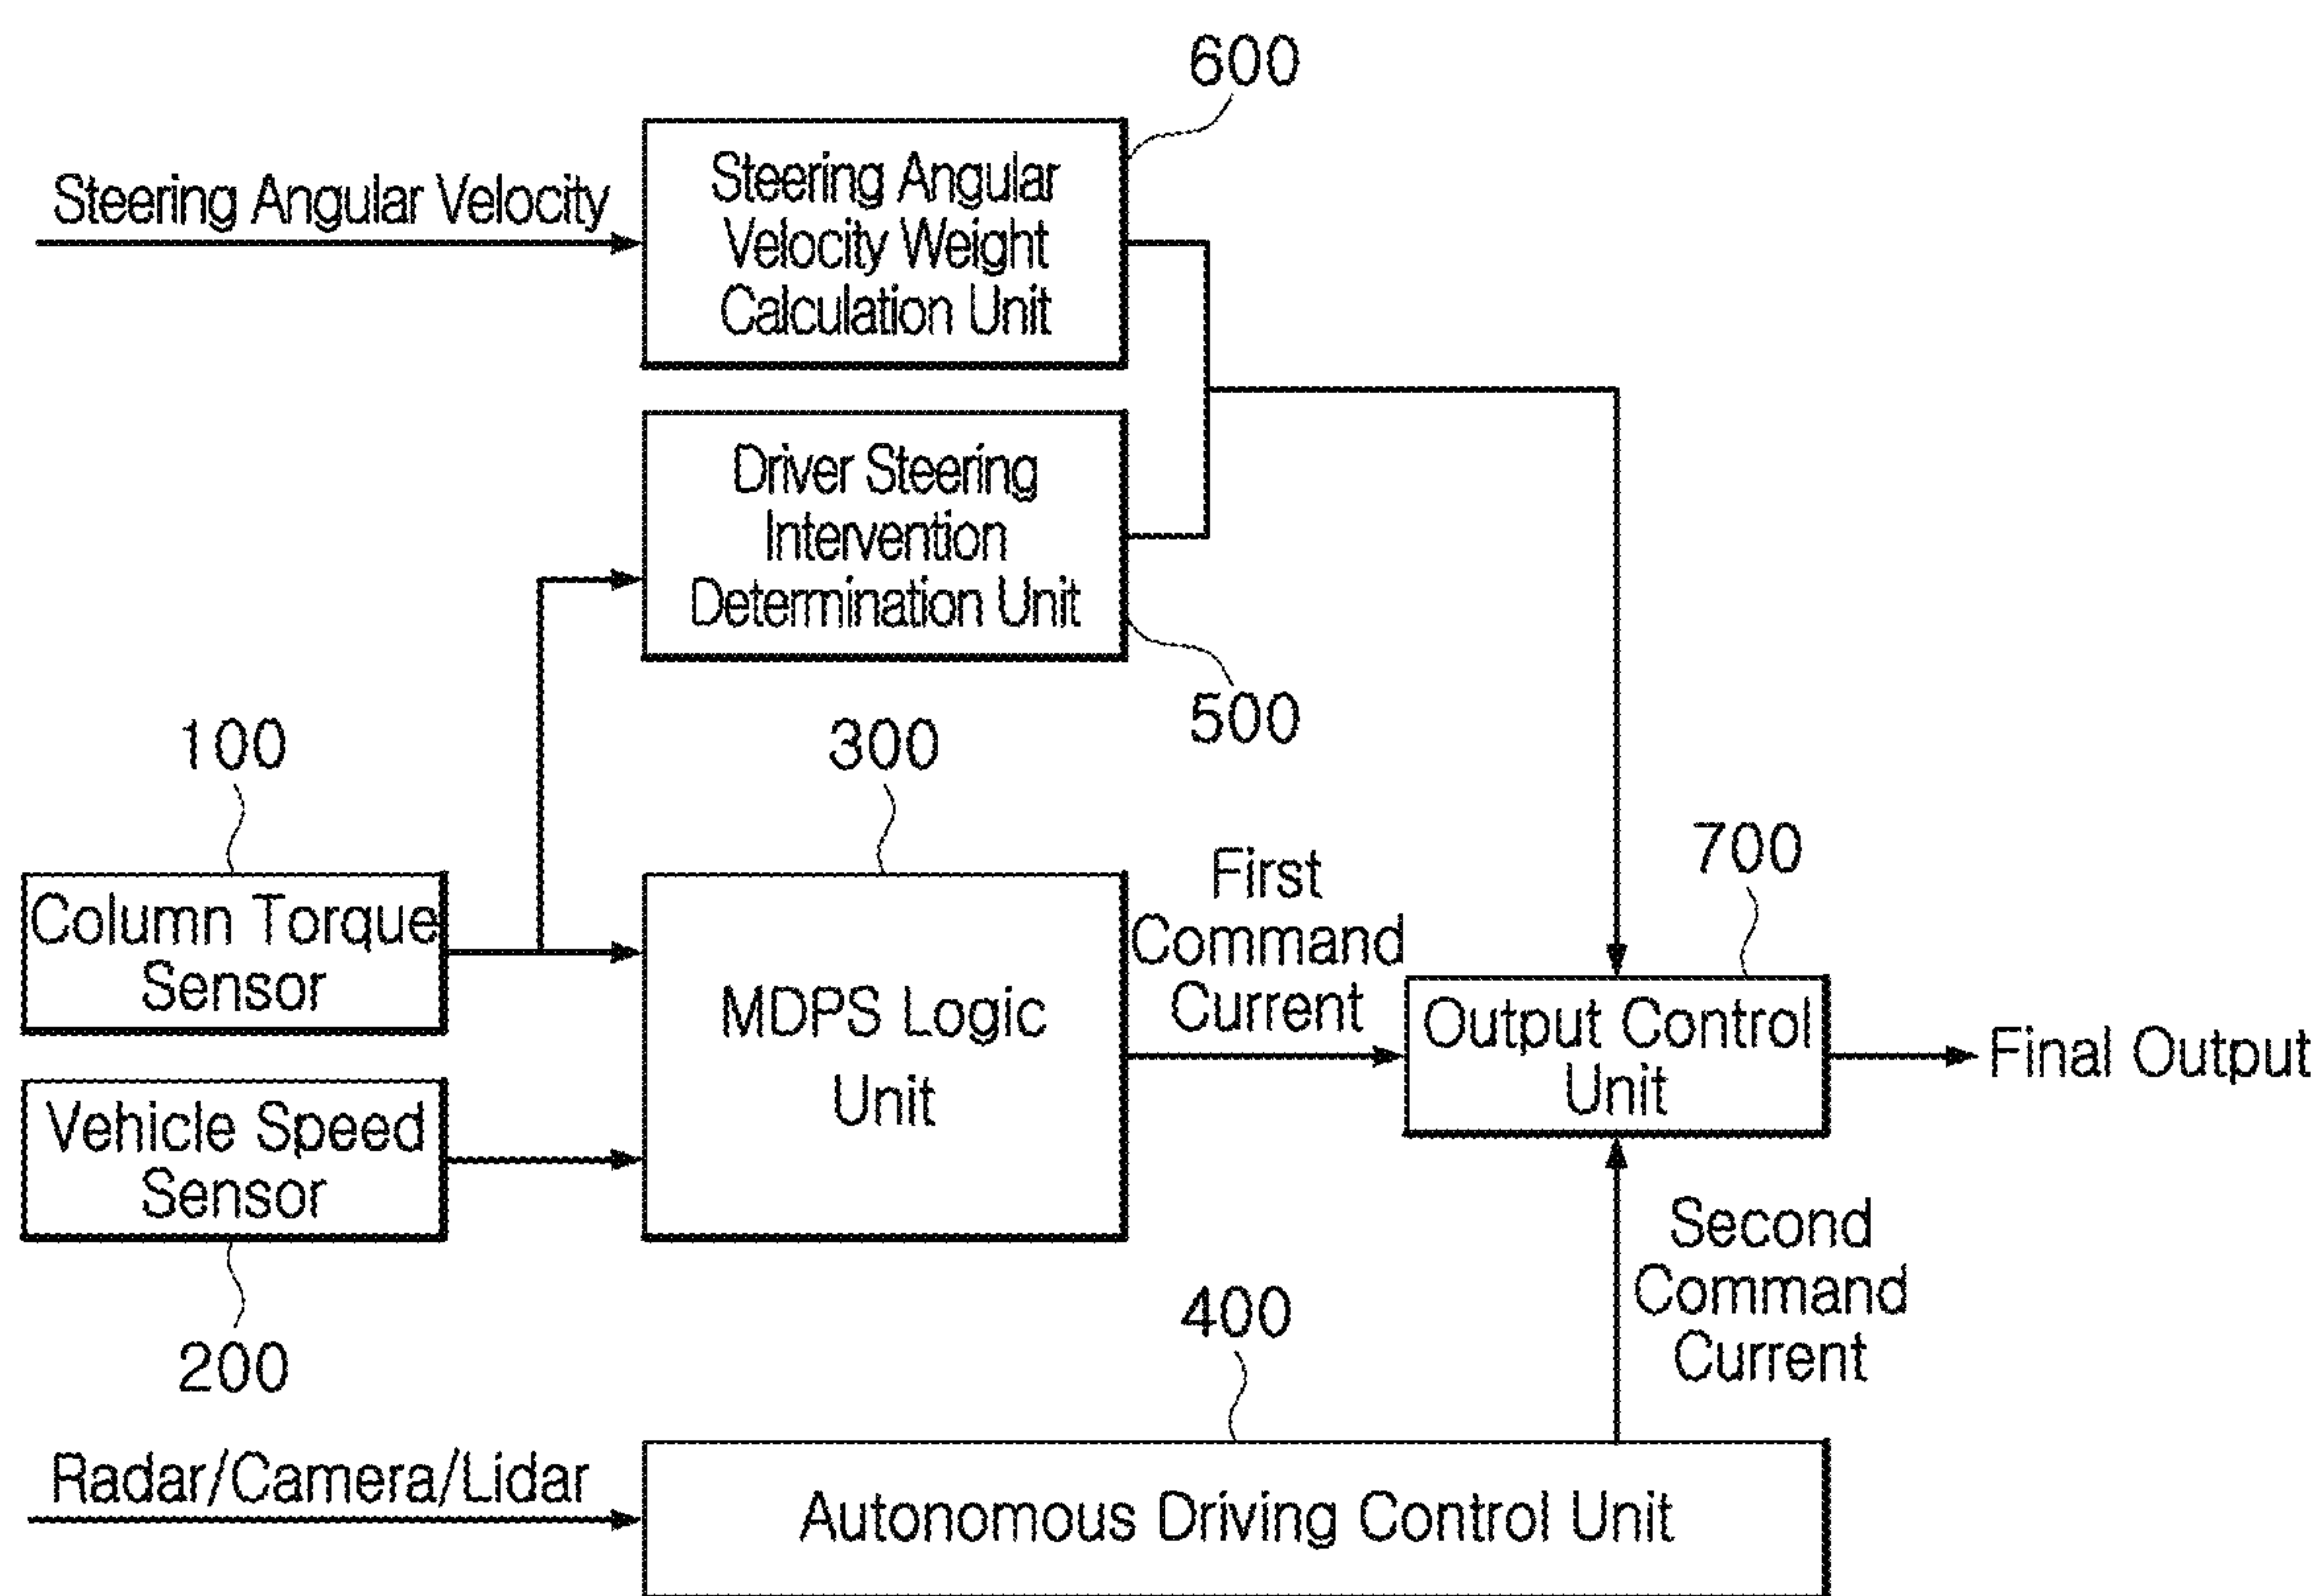 600
Steering Angular Velocity
Steering Angular
Velocity Weight
Calculation Unit
Driver Steering
Intervention
Determination Unit
500
100
300
700
Column Torque
Sensor
MDPS Logic
Unit
First
Command
Current
Output Control
Unit
Final Output
Vehicle Speed
Sensor
200
Second
Command
Current
400
Radar/Camera/Lidar
Autonomous Driving Control Unit